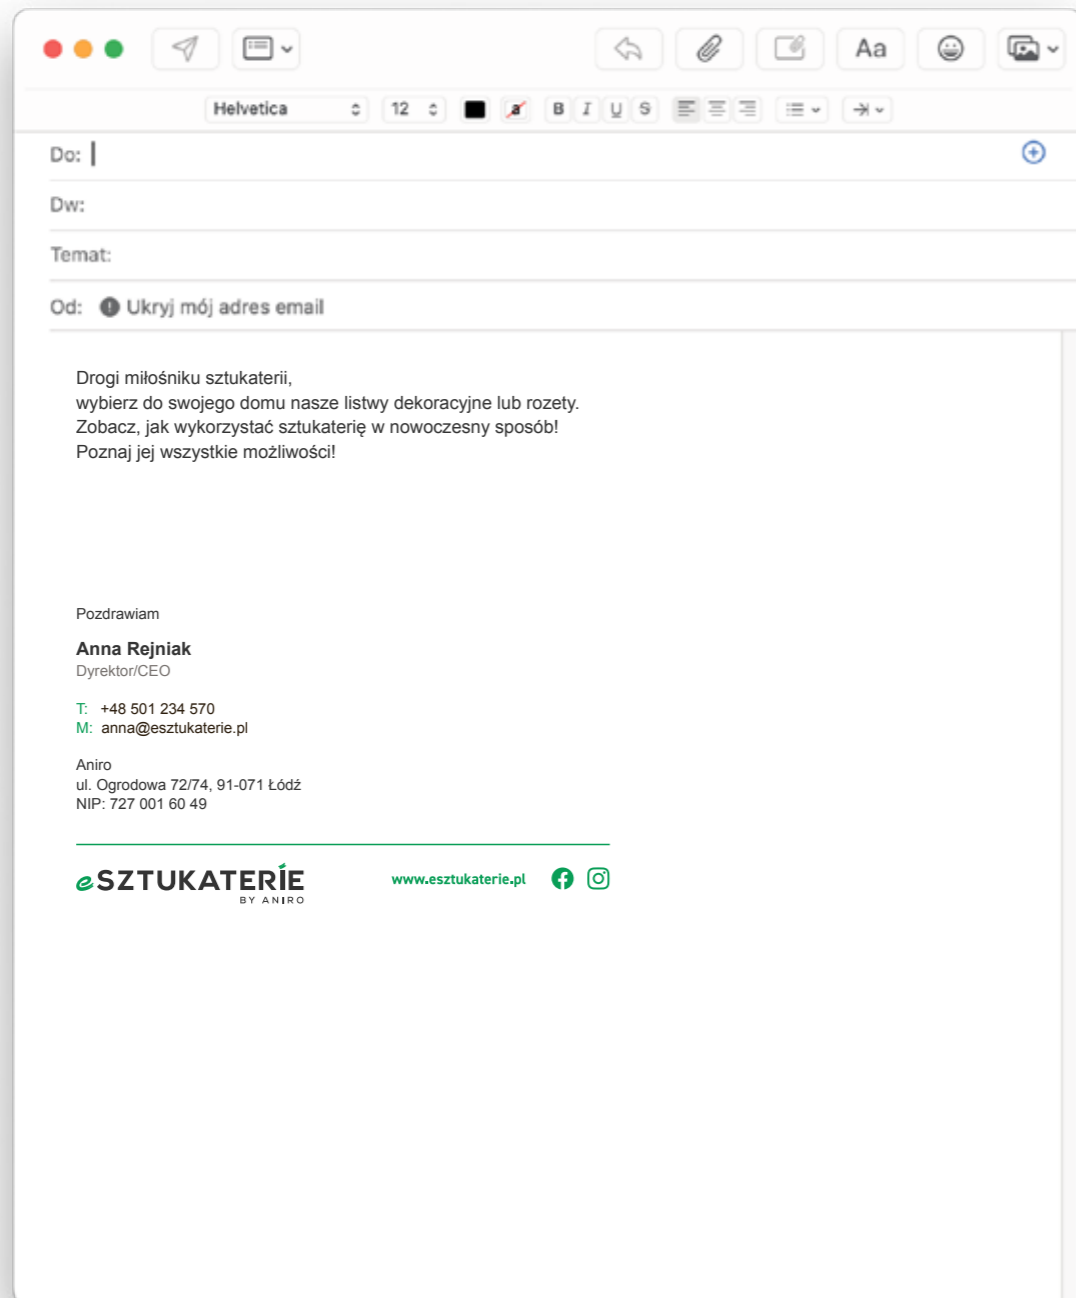 Aa
Helvetica 12 a B I U S
Do:
Dw:
Temat:
Od: Ukryj mój adres email
Drogi miłośniku sztukaterii,
wybierz do swojego domu nasze listwy dekoracyjne lub rozety.
Zobacz, jak wykorzystać sztukaterię w nowoczesny sposób!
Poznaj jej wszystkie możliwości!
Pozdrawiam
Anna Rejniak
Dyrektor/CEO
T: +48 501 234 570
M: anna@esztukaterie.pl
Aniro
ul. Ogrodowa 72/74, 91-071 Łódź
NIP: 727 001 60 49
eSZTUKATERÍE
BY ANIRO
www.esztukaterie.pl